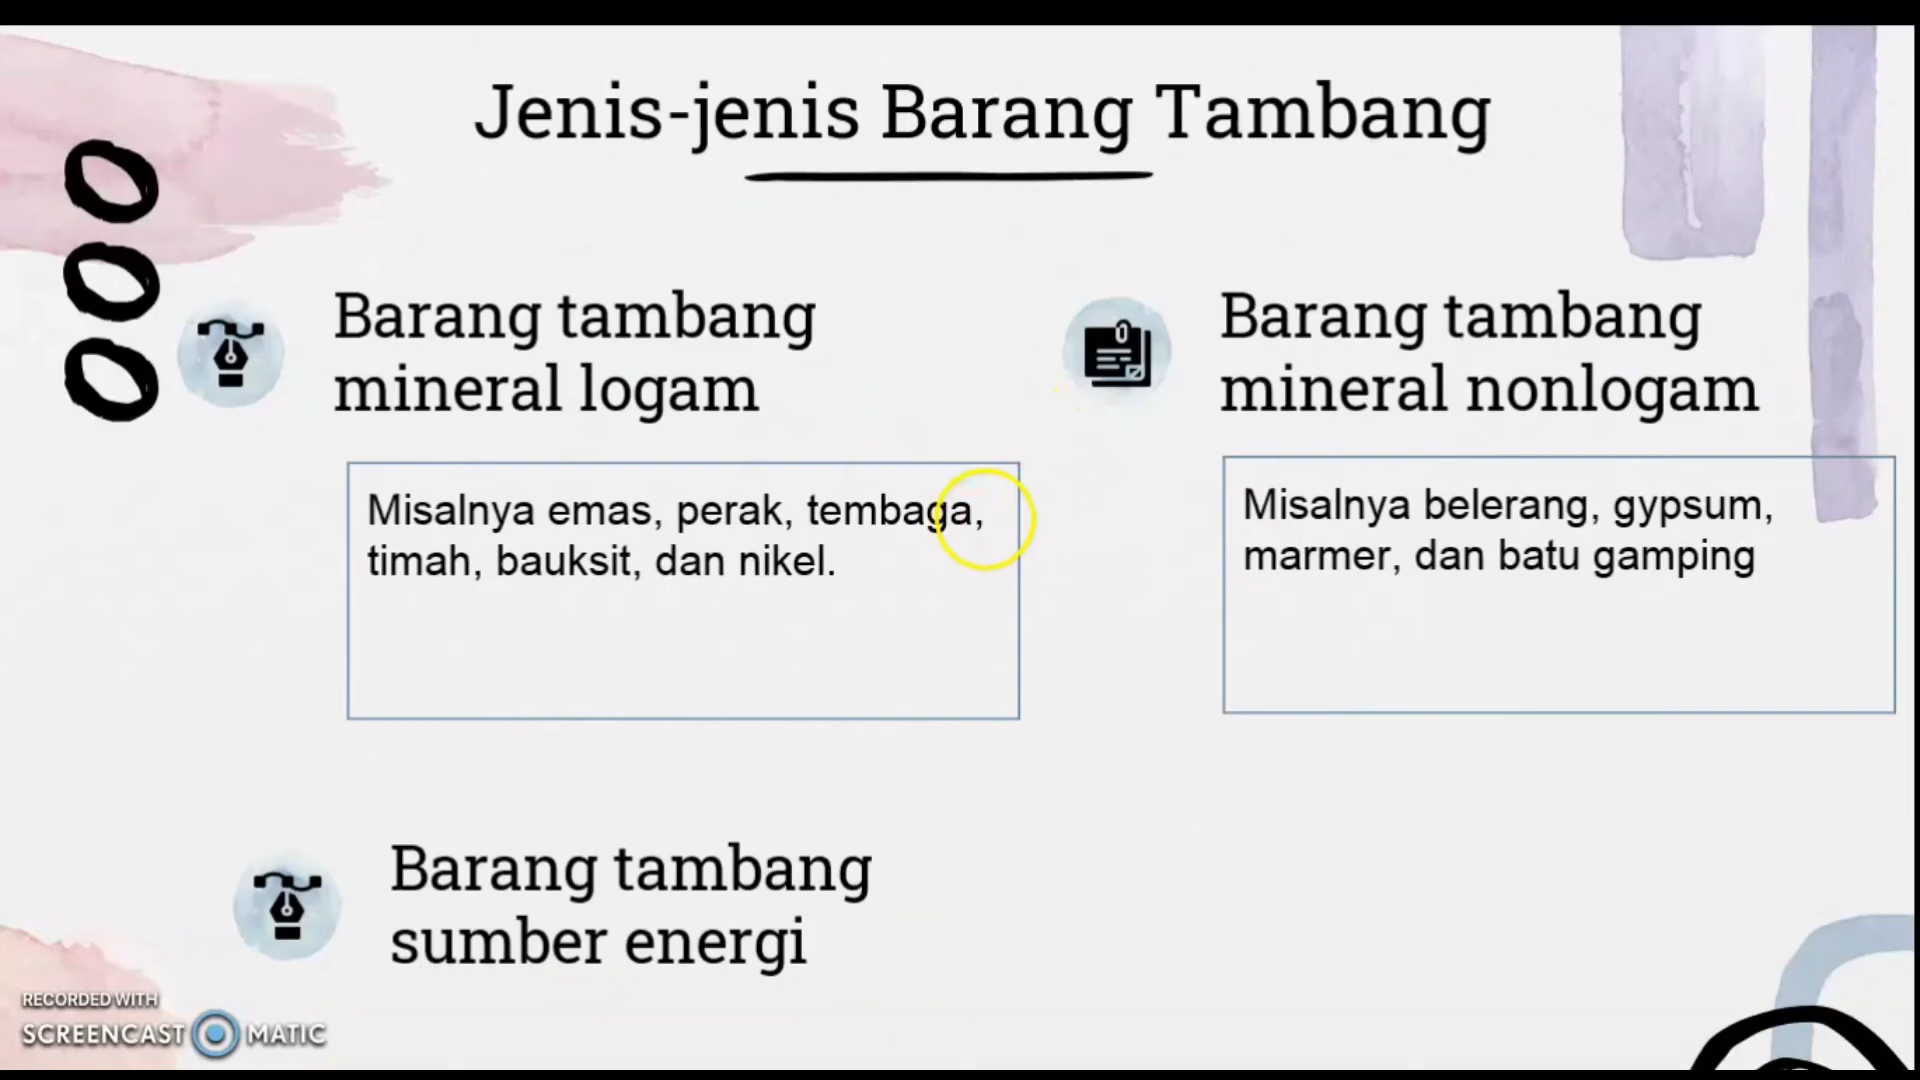 Jenis-jenis Barang Tambang
Barang tambang
mineral logam
Misalnya emas, perak, tembaga,
timah, bauksit, dan nikel.
Barang tambang
mineral nonlogam
Misalnya belerang, gypsum,
marmer, dan batu gamping
Barang tambang
sumber energi
RECORDED WITH
SCREENCAST MATIC